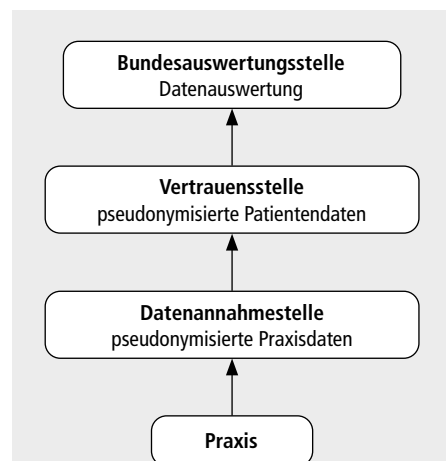 Bundesauswertungsstelle
Datenauswertung
Vertrauensstelle
pseudonymisierte Patientendaten
Datenannahmestelle
pseudonymisierte Praxisdaten
Praxis